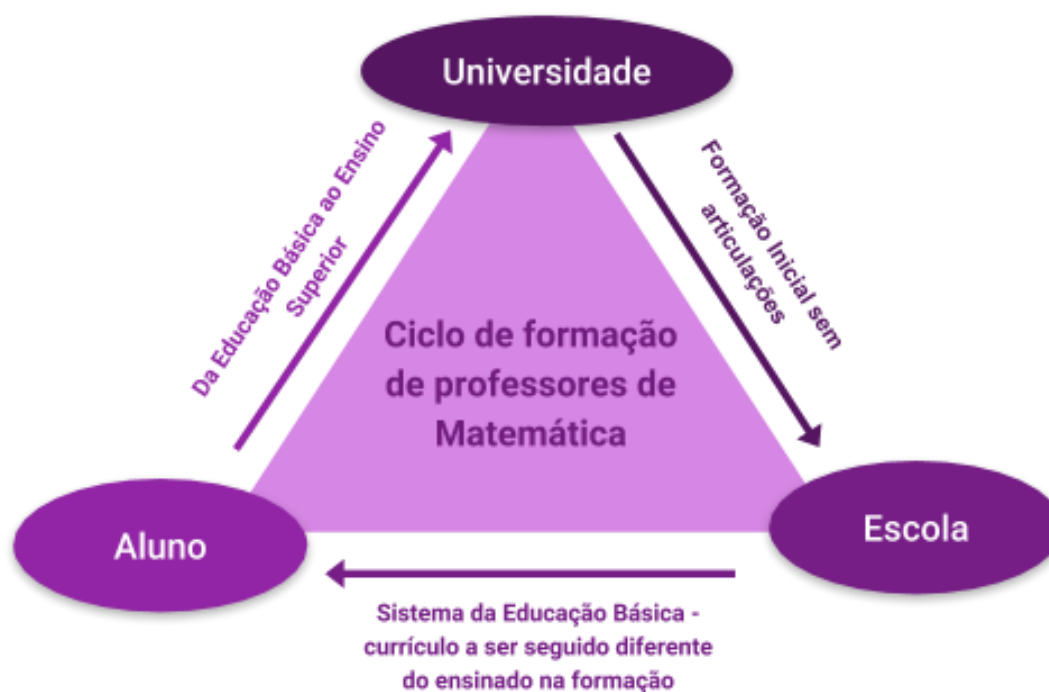 Universidade
Da Educação Básica ao Ensino
Superior
Formação Inicial sem
articulações
Ciclo de formação
de professores de
Matemática
Aluno
Escola
Sistema da Educação Básica -
currículo a ser seguido diferente
do ensinado na formação